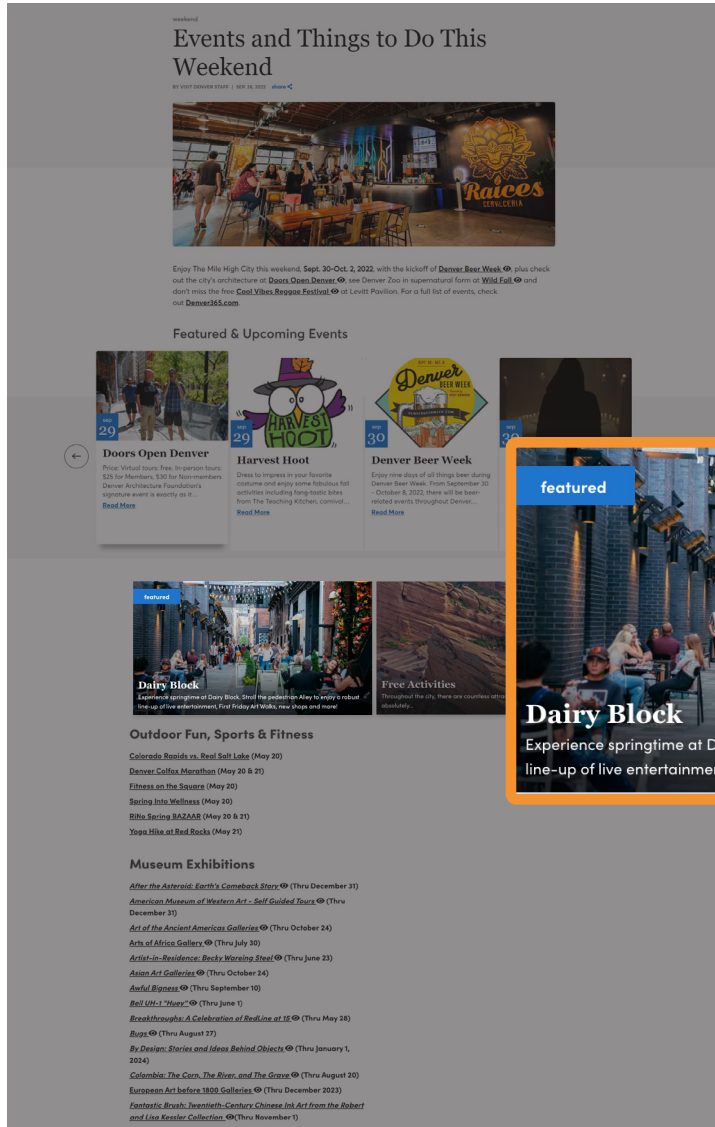 weekend
Events and Things to Do This
Weekend
BY VISIT DENVER STAFF | SEP 26, 2022 share
Raíces
CERVECERIA
Enjoy The Mile High City this weekend, Sept. 30-Oct. 2, 2022, with the kickoff of Denver Beer Week, plus check
out the city's architecture at Doors Open Denver, see Denver Zoo in supernatural form at Wild Fall and
don't miss the free Cool Vibes Reggae Festival at Levitt Pavilion. For a full list of events, check
out Denver365.com.
Featured & Upcoming Events
sep
29
Doors Open Denver
Price: Virtual tours: free. In-person tours:
$25 for Members, $30 for Non-members
Denver Architecture Foundation's
signature event is exactly as it...
Read More
HARVEST
HOOT
sep
29
Harvest Hoot
Dress to impress in your favorite
costume and enjoy some fabulous fall
activities including fang-tastic bites
from The Teaching Kitchen, carnival...
Read More
Denver
BEER WEEK
sep
30
Denver Beer Week
Enjoy nine days of all things beer during
Denver Beer Week. From September 30
- October 8, 2022, there will be beer-
related events throughout Denver...
Read More
sep
30
featured
Dairy Block
Experience springtime at Dairy Block. Stroll the pedestrian Alley to enjoy a robust
line-up of live entertainment, First Friday Art Walks, new shops and more!
Free Activities
Throughout the city, there are countless
absolutely...
featured
Dairy Block
Experience springtime at D
line-up of live entertainmen
Outdoor Fun, Sports & Fitness
Colorado Rapids vs. Real Salt Lake (May 20)
Denver Colfax Marathon (May 20 & 21)
Fitness on the Square (May 20)
Spring Into Wellness (May 20)
RiNo Spring BAZAAR (May 20 & 21)
Yoga Hike at Red Rocks (May 21)
Museum Exhibitions
After the Asteroid: Earth's Comeback Story (Thru December 31)
American Museum of Western Art - Self Guided Tours (Thru
December 31)
Art of the Ancient Americas Galleries (Thru October 24)
Arts of Africa Gallery (Thru July 30)
Artist-in-Residence: Becky Wareing Steel (Thru June 23)
Asian Art Galleries (Thru October 24)
Awful Bigness (Thru September 10)
Bell UH-1 "Huey" (Thru June 1)
Breakthroughs: A Celebration of RedLine at 15 (Thru May 28)
Bugs (Thru August 27)
By Design: Stories and Ideas Behind Objects (Thru January 1,
2024)
Colombia: The Corn, The River, and The Grave (Thru August 20)
European Art before 1800 Galleries (Thru December 2023)
Fantastic Brush: Twentieth-Century Chinese Ink Art from the Robert
and Lisa Kessler Collection (Thru November 1)